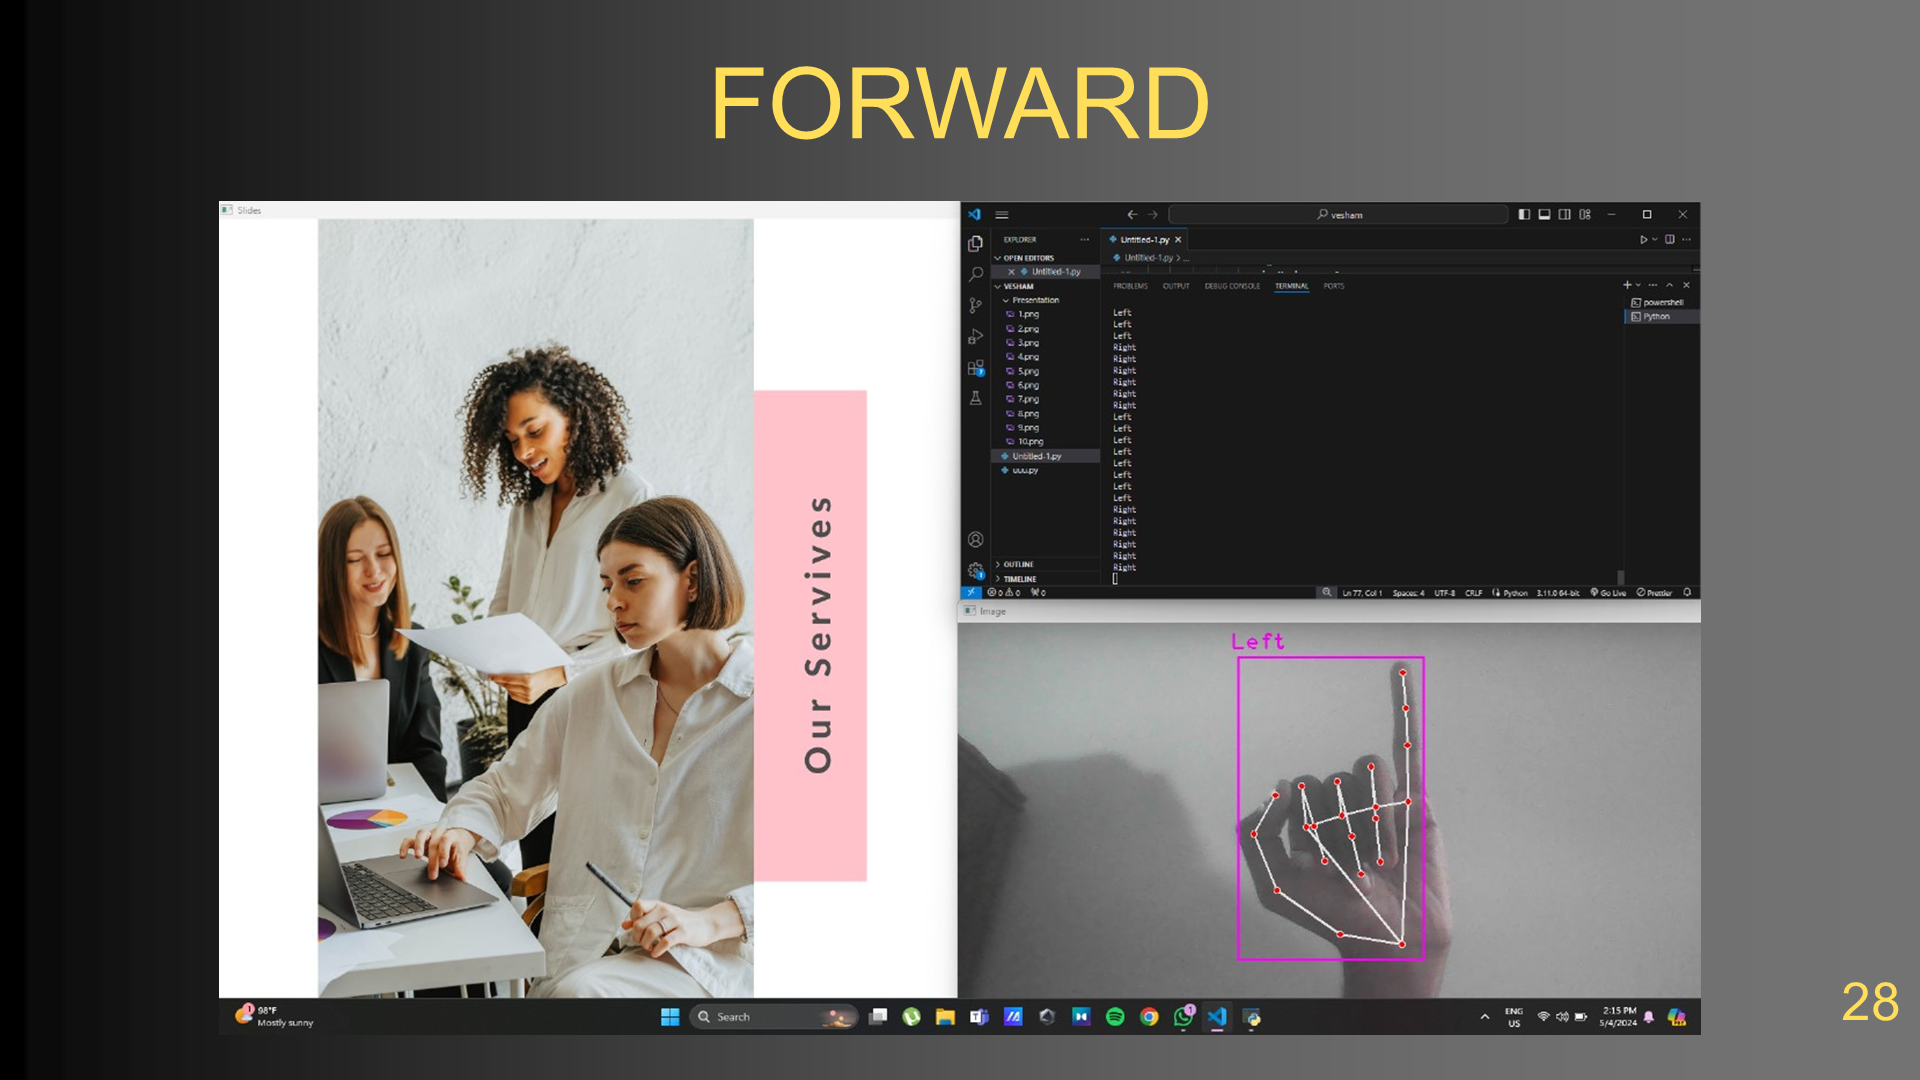 FORWARD
Slides
Our Servives
vesham
EXPLORER
OPEN EDITORS
Untitled-1.py
VESHAM
Presentation
1.png
2.png
3.png
4.png
5.png
6.png
7.png
8.png
9.png
10.png
Untitled-1.py
uuu.py
OUTLINE
TIMELINE
Untitled-1.py
Untitled-1.py > ...
PROBLEMS OUTPUT DEBUG CONSOLE TERMINAL PORTS
powershell
Python
Left
Left
Left
Right
Right
Right
Right
Right
Right
Left
Left
Left
Left
Left
Left
Left
Left
Right
Right
Right
Right
Right
Right
0 0 0 Ln 77, Col 1 Spaces: 4 UTF-8 CRLF Python 3.11.0 64-bit Go Live Prettier
Image
Left
98°F
Mostly sunny
Search
ENG
US
2:15 PM
5/4/2024
28